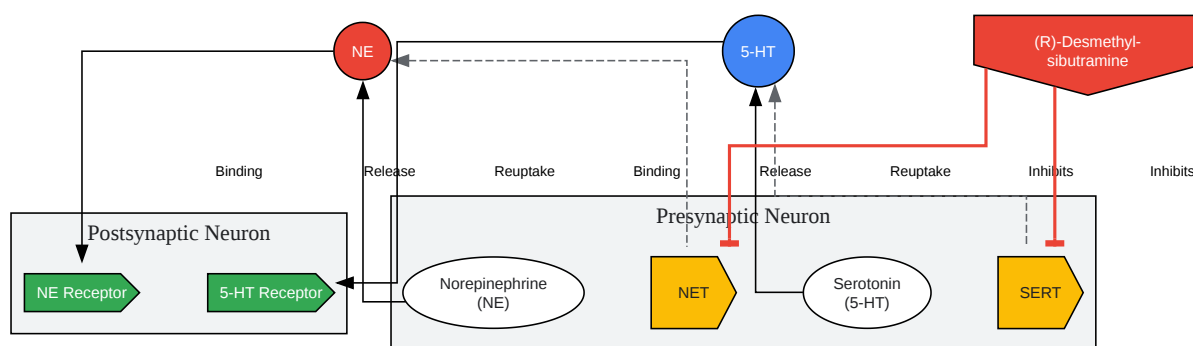 NE
5-HT
(R)-Desmethyl-
sibutramine
Binding
Release
Reuptake
Binding
Release
Reuptake
Inhibits
Inhibits
Postsynaptic Neuron
Presynaptic Neuron
NE Receptor
5-HT Receptor
Norepinephrine
(NE)
NET
Serotonin
(5-HT)
SERT